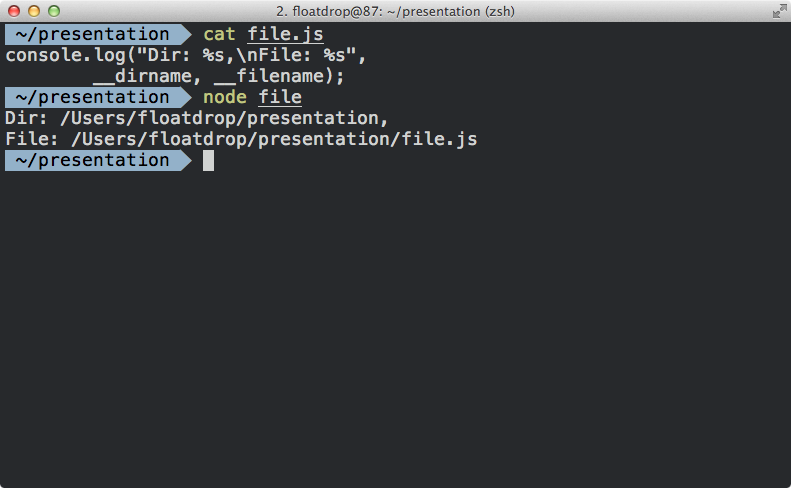 2. floatdrop@87: ~/presentation (zsh)
~/presentation cat file.js
console.log("Dir: %s,\nFile: %s",
        __dirname, __filename);
~/presentation node file
Dir: /Users/floatdrop/presentation,
File: /Users/floatdrop/presentation/file.js
~/presentation